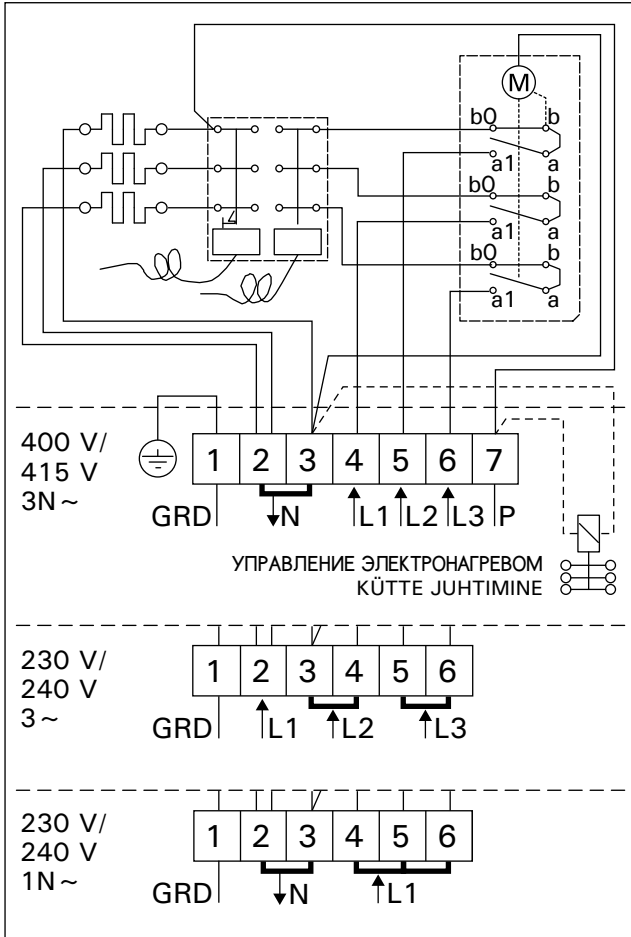 M
b0 b
a1 a
b0 b
a1 a
b0 b
a1 a
400 V/
415 V
3N~
1 2 3 4 5 6 7
GRD N L1 L2 L3 P
УПРАВЛЕНИЕ ЭЛЕКТРОНАГРЕВОМ
KÜTTE JUHTIMINE
230 V/
240 V
3~
1 2 3 4 5 6
GRD L1 L2 L3
230 V/
240 V
1N~
1 2 3 4 5 6
GRD N L1